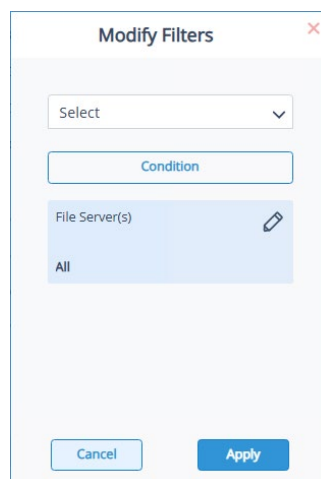 Modify Filters
Select
Condition
File Server(s)
All
Cancel
Apply